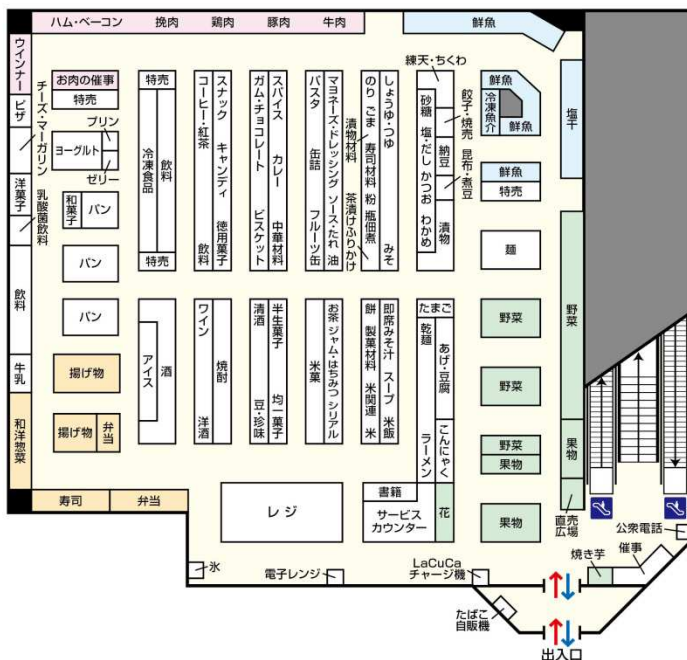 ハム・ベーコン
挽肉
鶏肉
豚肉
牛肉
鮮魚
ウインナー
ピザ
チーズ・マーガリン
洋菓子
乳酸菌飲料
飲料
牛乳
和洋惣菜
お肉の催事
特売
プリン
ヨーグルト
ゼリー
和菓子
パン
パン
パン
揚げ物
揚げ物
弁当
寿司
弁当
特売
冷凍食品
飲料
特売
アイス
酒
コーヒー・紅茶
飲料
スナック キャンディ 徳用菓子
ガム・チョコレート
ビスケット
スパイス カレー 中華材料
パスタ 缶詰 フルーツ缶
マヨネーズ・ドレッシング ソース・たれ 油
漬物材料
茶漬けふりかけ
のり ごま 寿司材料 粉 瓶佃煮
しょうゆ・つゆ
みそ
練天・ちくわ
砂糖 塩・だし かつお わかめ
餃子・焼売
納豆
昆布・煮豆
漬物
鮮魚
冷凍魚介
鮮魚
塩干
鮮魚
特売
麺
ワイン
洋酒
焼酎
清酒
豆・珍味
半生菓子
均一菓子
米菓
お茶 ジャム・はちみつ シリアル
餅 製菓材料 米関連 米
即席みそ汁 スープ 米飯
たまご
乾麺
ラーメン
あげ・豆腐
こんにゃく
野菜
野菜
野菜
果物
果物
野菜
果物
直売
広場
レジ
書籍
サービス
カウンター
花
公衆電話
焼き芋
催事
氷
電子レンジ
LaCuCa
チャージ機
たばこ
自販機
出入口